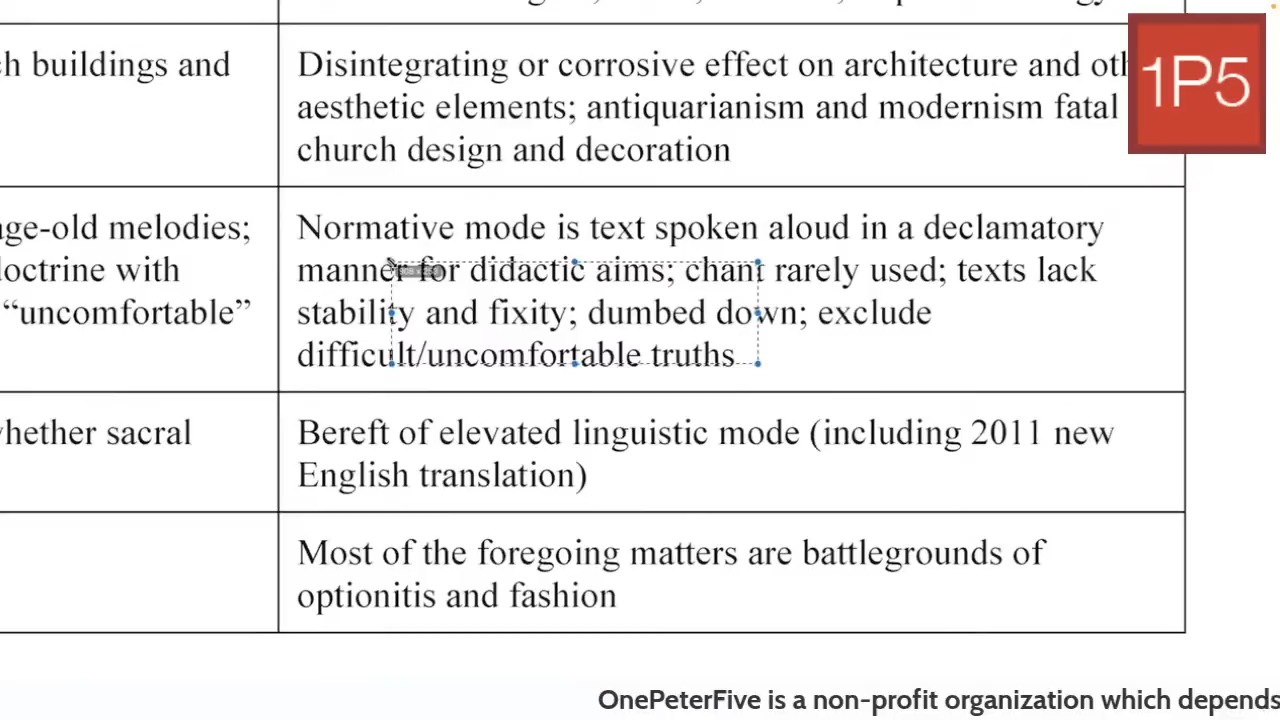 ch buildings and
Disintegrating or corrosive effect on architecture and oth
aesthetic elements; antiquarianism and modernism fatal
church design and decoration
1P5
age-old melodies;
doctrine with
“uncomfortable”
Normative mode is text spoken aloud in a declamatory
manner for didactic aims; chant rarely used; texts lack
stability and fixity; dumbed down; exclude
difficult/uncomfortable truths
whether sacral
Bereft of elevated linguistic mode (including 2011 new
English translation)
Most of the foregoing matters are battlegrounds of
optionitis and fashion
OnePeterFive is a non-profit organization which depends